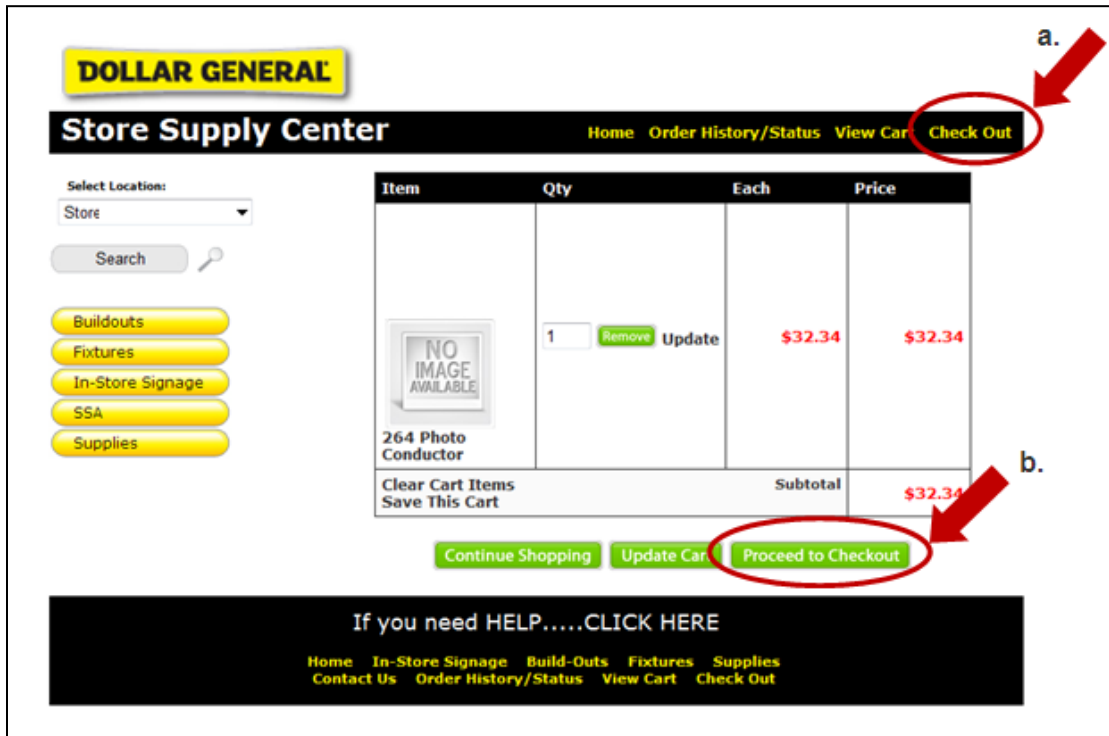 a.
DOLLAR GENERAL
Store Supply Center
Home Order History/Status View Car Check Out
Select Location:
Store
Search
Buildouts
Fixtures
In-Store Signage
SSA
Supplies
Item Qty Each Price
NO
IMAGE
AVAILABLE
1 Remove Update $32.34 $32.34
264 Photo
Conductor
Clear Cart Items Subtotal
Save This Cart $32.34
b.
Continue Shopping Update Car Proceed to Checkout
If you need HELP.....CLICK HERE
Home In-Store Signage Build-Outs Fixtures Supplies
Contact Us Order History/Status View Cart Check Out